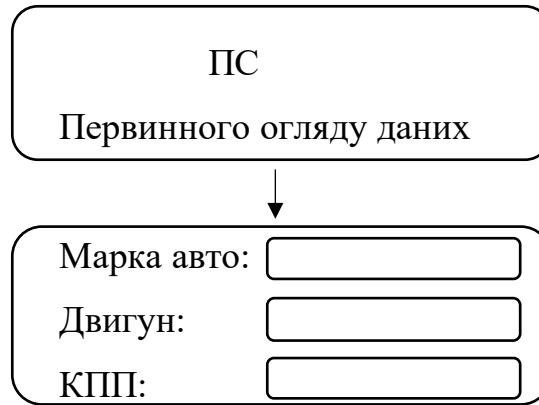 ПС
Первинного огляду даних
Марка авто:
Двигун:
КПП: